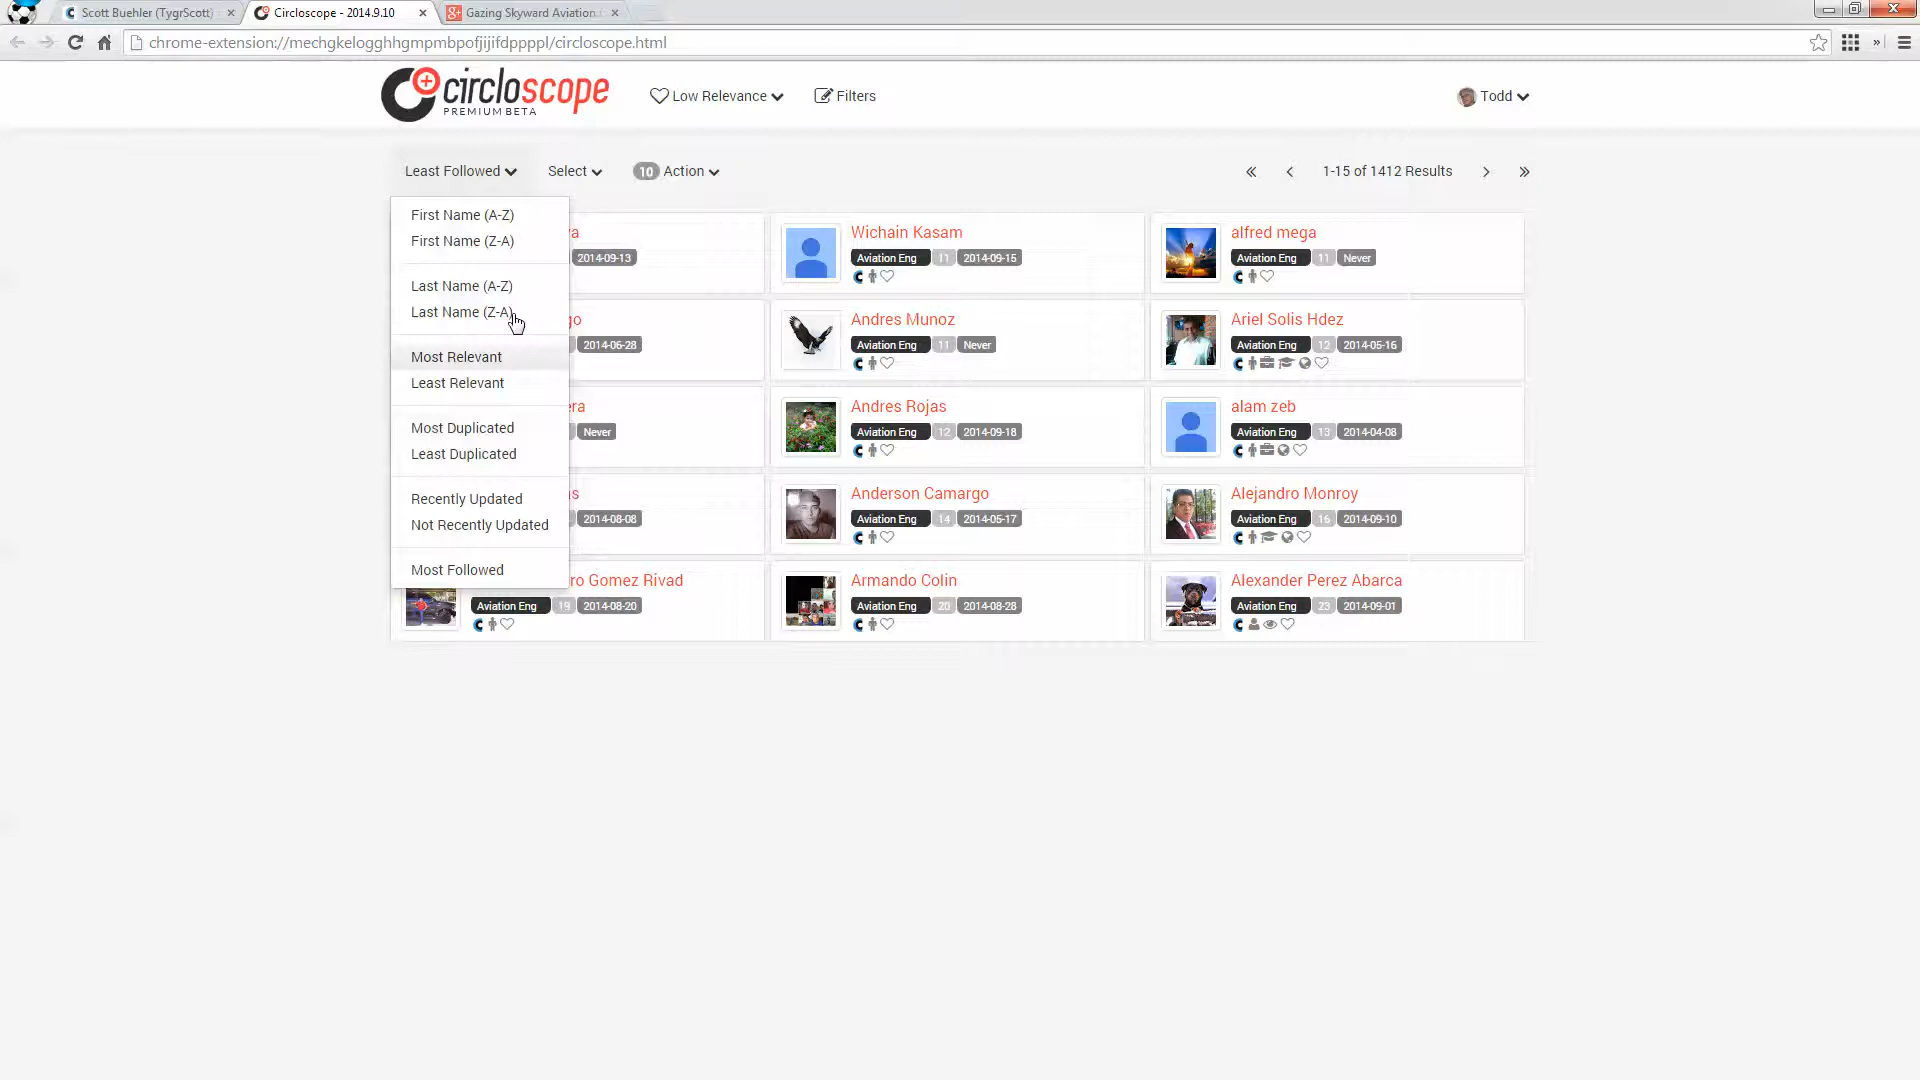 Scott Buehler (TygrScott)
Circloscope - 2014.9.10
Gazing Skyward Aviation
chrome-extension://mechgkelogghhgmpmbpofjijifdppppl/circloscope.html
circloscope
PREMIUM BETA
Low Relevance
Filters
Todd
Least Followed
Select
10 Action
1-15 of 1412 Results
First Name (A-Z)
First Name (Z-A)
Last Name (A-Z)
Last Name (Z-A)
Most Relevant
Least Relevant
Most Duplicated
Least Duplicated
Recently Updated
Not Recently Updated
Most Followed
va
2014-09-13
Wichain Kasam
Aviation Eng 11 2014-09-15
alfred mega
Aviation Eng 11 Never
go
2014-06-28
Andres Munoz
Aviation Eng 11 Never
Ariel Solis Hdez
Aviation Eng 12 2014-05-16
era
Never
Andres Rojas
Aviation Eng 12 2014-09-18
alam zeb
Aviation Eng 13 2014-04-08
as
2014-08-08
Anderson Camargo
Aviation Eng 14 2014-05-17
Alejandro Monroy
Aviation Eng 16 2014-09-10
ro Gomez Rivad
Aviation Eng 19 2014-08-20
Armando Colin
Aviation Eng 20 2014-08-28
Alexander Perez Abarca
Aviation Eng 23 2014-09-01